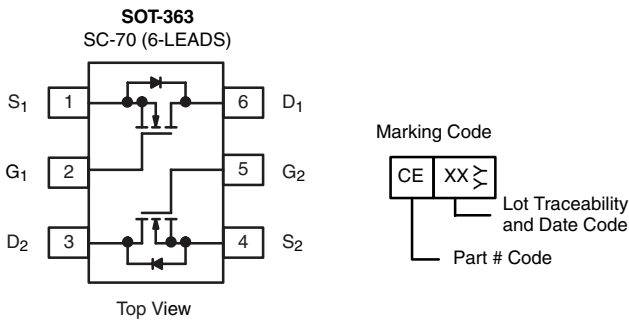 SOT-363
SC-70 (6-LEADS)
S1 1 6 D1
G1 2 5 G2
D2 3 4 S2
Top View
Marking Code
CE XX YY
Lot Traceability
and Date Code
Part # Code